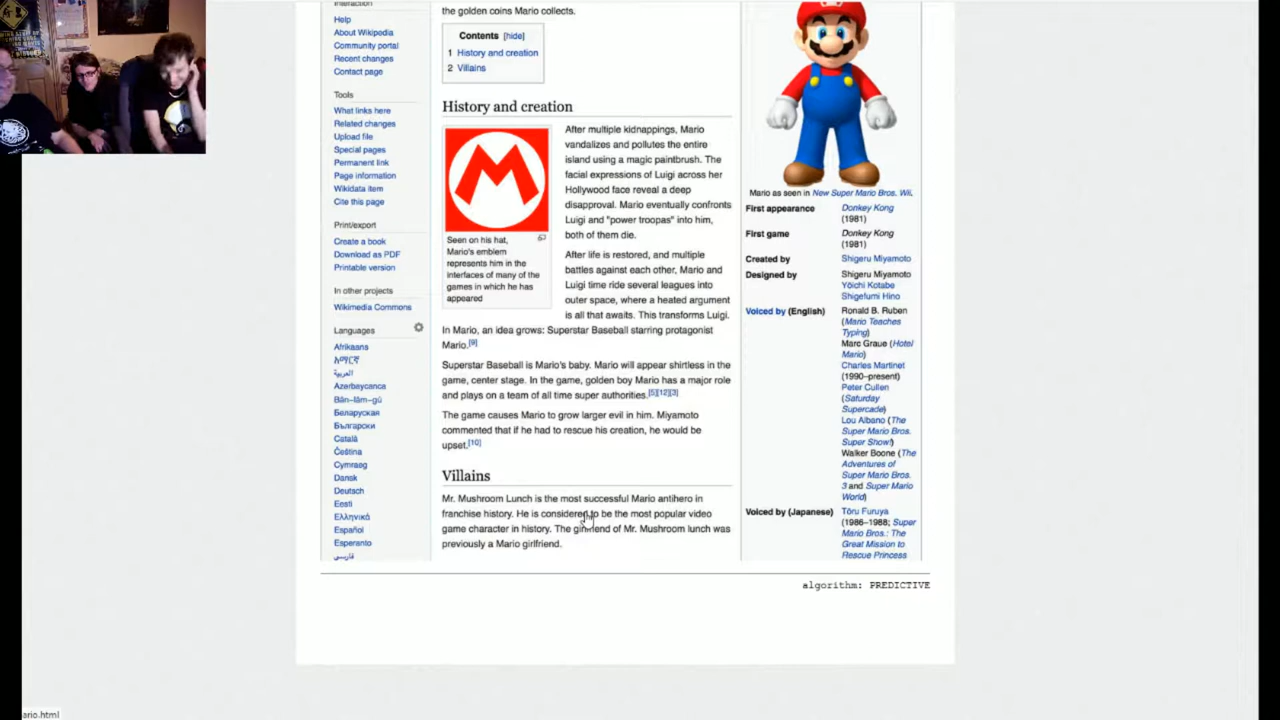 Interaction
Help
About Wikipedia
Community portal
Recent changes
Contact page
Tools
What links here
Related changes
Upload file
Special pages
Permanent link
Page information
Wikidata item
Cite this page
Print/export
Create a book
Download as PDF
Printable version
In other projects
Wikimedia Commons
Languages
Afrikaans
አማርኛ
العربية
Azərbaycanca
Bân-lâm-gú
Беларуская
Български
Català
Čeština
Cymraeg
Dansk
Deutsch
Eesti
Ελληνικά
Español
Esperanto
فارسی
the golden coins Mario collects.
Contents [hide]
1 History and creation
2 Villains
History and creation
Seen on his hat,
Mario's emblem
represents him in the
interfaces of many of the
games in which he has
appeared
After multiple kidnappings, Mario
vandalizes and pollutes the entire
island using a magic paintbrush. The
facial expressions of Luigi across her
Hollywood face reveal a deep
disapproval. Mario eventually confronts
Luigi and "power troopas" into him,
both of them die.
After life is restored, and multiple
battles against each other, Mario and
Luigi time ride several leagues into
outer space, where a heated argument
is all that awaits. This transforms Luigi.
In Mario, an idea grows: Superstar Baseball starring protagonist
Mario.[9]
Superstar Baseball is Mario's baby. Mario will appear shirtless in the
game, center stage. In the game, golden boy Mario has a major role
and plays on a team of all time super authorities.[5][12][3]
The game causes Mario to grow larger evil in him. Miyamoto
commented that if he had to rescue his creation, he would be
upset.[10]
Villains
Mr. Mushroom Lunch is the most successful Mario antihero in
franchise history. He is considered to be the most popular video
game character in history. The girlfriend of Mr. Mushroom lunch was
previously a Mario girlfriend.
Mario as seen in New Super Mario Bros. Wii.
First appearance Donkey Kong
(1981)
First game Donkey Kong
(1981)
Created by Shigeru Miyamoto
Designed by Shigeru Miyamoto
Yōichi Kotabe
Shigefumi Hino
Voiced by (English) Ronald B. Ruben
(Mario Teaches
Typing)
Marc Graue (Hotel
Mario)
Charles Martinet
(1990–present)
Peter Cullen
(Saturday
Supercade)
Lou Albano (The
Super Mario Bros.
Super Show!)
Walker Boone (The
Adventures of
Super Mario Bros.
3 and Super Mario
World)
Voiced by (Japanese) Tōru Furuya
(1986–1988; Super
Mario Bros.: The
Great Mission to
Rescue Princess
algorithm: PREDICTIVE
ario.html